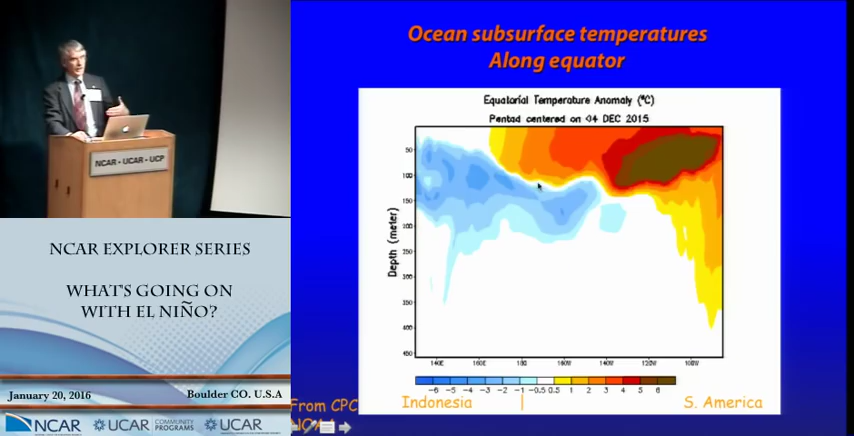 Ocean subsurface temperatures
Along equator
NCAR • UCAR • UCP
Equatorial Temperature Anomaly (°C)
Pentad centered on 04 DEC 2015
50
100
150
200
250
300
350
400
450
Depth (meter)
140E 160E 180 160W 140W 120W 100W
-6 -5 -4 -3 -2 -1 -0.5 0.5 1 2 3 4 5 6
Indonesia | S. America
From CPC
NCAR EXPLORER SERIES
WHAT'S GOING ON
WITH EL NIÑO?
January 20, 2016 Boulder CO. U.S.A
NCAR UCAR COMMUNITY PROGRAMS UCAR